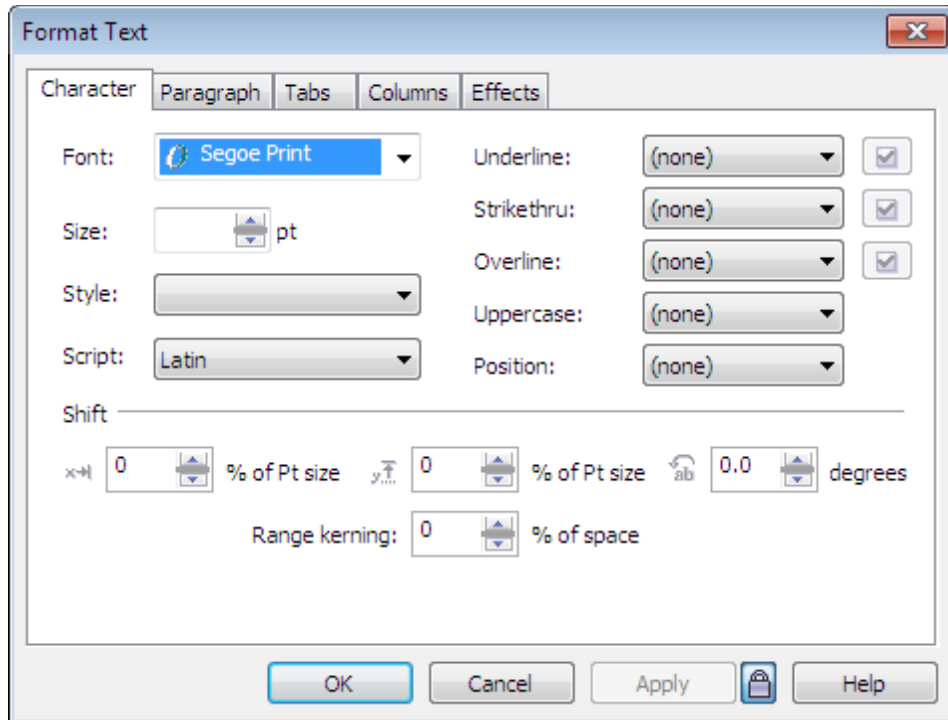 Format Text
Character Paragraph Tabs Columns Effects
Font: Segoe Print Underline: (none)
Strikethru: (none)
Size: pt
Overline: (none)
Style:
Uppercase: (none)
Script: Latin Position: (none)
Shift
x 0 % of Pt size y 0 % of Pt size ab 0.0 degrees
Range kerning: 0 % of space
OK Cancel Apply Help